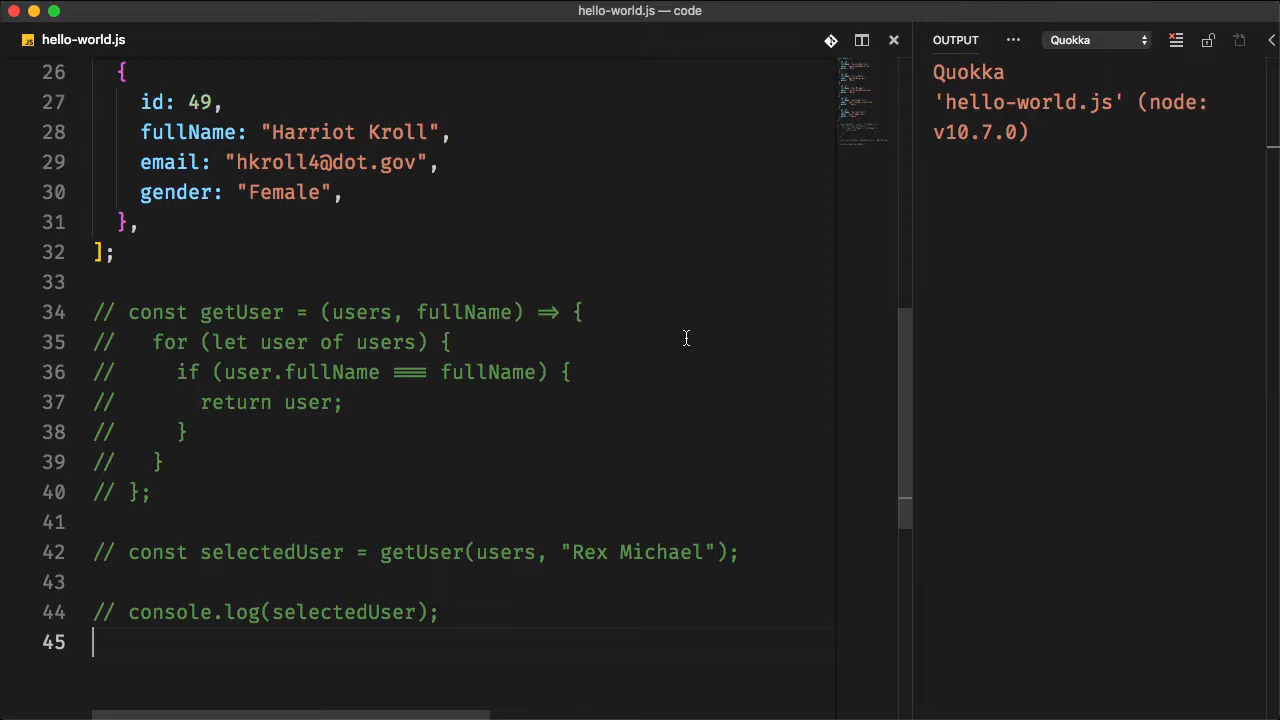 hello-world.js — code
JS hello-world.js
OUTPUT ··· Quokka
26 {
27 id: 49,
28 fullName: "Harriot Kroll",
29 email: "hkroll4@dot.gov",
30 gender: "Female",
31 },
32 ];
33
34 // const getUser = (users, fullName) => {
35 // for (let user of users) {
36 // if (user.fullName === fullName) {
37 // return user;
38 // }
39 // }
40 // };
41
42 // const selectedUser = getUser(users, "Rex Michael");
43
44 // console.log(selectedUser);
45
Quokka
'hello-world.js' (node:
v10.7.0)